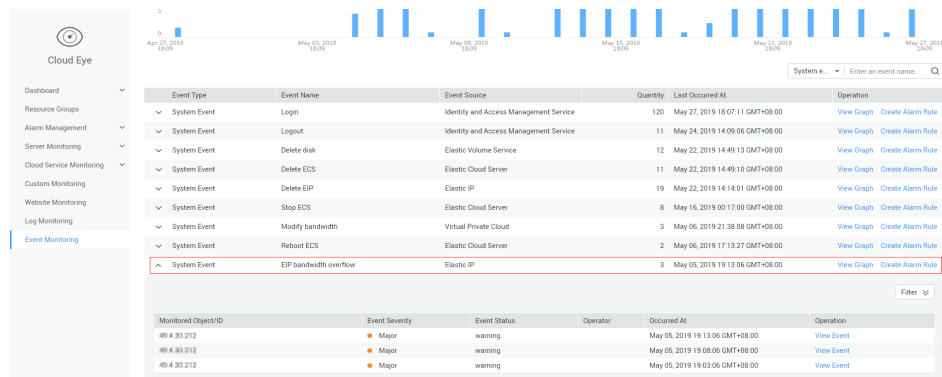 5
0
Apr 27, 2019 May 03, 2019 May 09, 2019 May 15, 2019 May 21, 2019 May 27, 2019
18:09 18:09 18:09 18:09 18:09 18:09
Cloud Eye
System e... Enter an event name.
Dashboard
Resource Groups
Alarm Management
Server Monitoring
Cloud Service Monitoring
Custom Monitoring
Website Monitoring
Log Monitoring
Event Monitoring
Event Type Event Name Event Source Quantity Last Occurred At Operation
System Event Login Identity and Access Management Service 120 May 27, 2019 18:07:11 GMT+08:00 View Graph Create Alarm Rule
System Event Logout Identity and Access Management Service 11 May 24, 2019 14:09:06 GMT+08:00 View Graph Create Alarm Rule
System Event Delete disk Elastic Volume Service 12 May 22, 2019 14:49:13 GMT+08:00 View Graph Create Alarm Rule
System Event Delete ECS Elastic Cloud Server 11 May 22, 2019 14:49:10 GMT+08:00 View Graph Create Alarm Rule
System Event Delete EIP Elastic IP 19 May 22, 2019 14:14:01 GMT+08:00 View Graph Create Alarm Rule
System Event Stop ECS Elastic Cloud Server 8 May 16, 2019 00:17:00 GMT+08:00 View Graph Create Alarm Rule
System Event Modify bandwidth Virtual Private Cloud 3 May 06, 2019 21:38:08 GMT+08:00 View Graph Create Alarm Rule
System Event Reboot ECS Elastic Cloud Server 2 May 06, 2019 17:13:27 GMT+08:00 View Graph Create Alarm Rule
System Event EIP bandwidth overflow Elastic IP 3 May 05, 2019 19:13:06 GMT+08:00 View Graph Create Alarm Rule
Filter
Monitored Object/ID Event Severity Event Status Operator Occurred At Operation
Major warning May 05, 2019 19:13:06 GMT+08:00 View Event
Major warning May 05, 2019 19:08:06 GMT+08:00 View Event
Major warning May 05, 2019 19:03:06 GMT+08:00 View Event